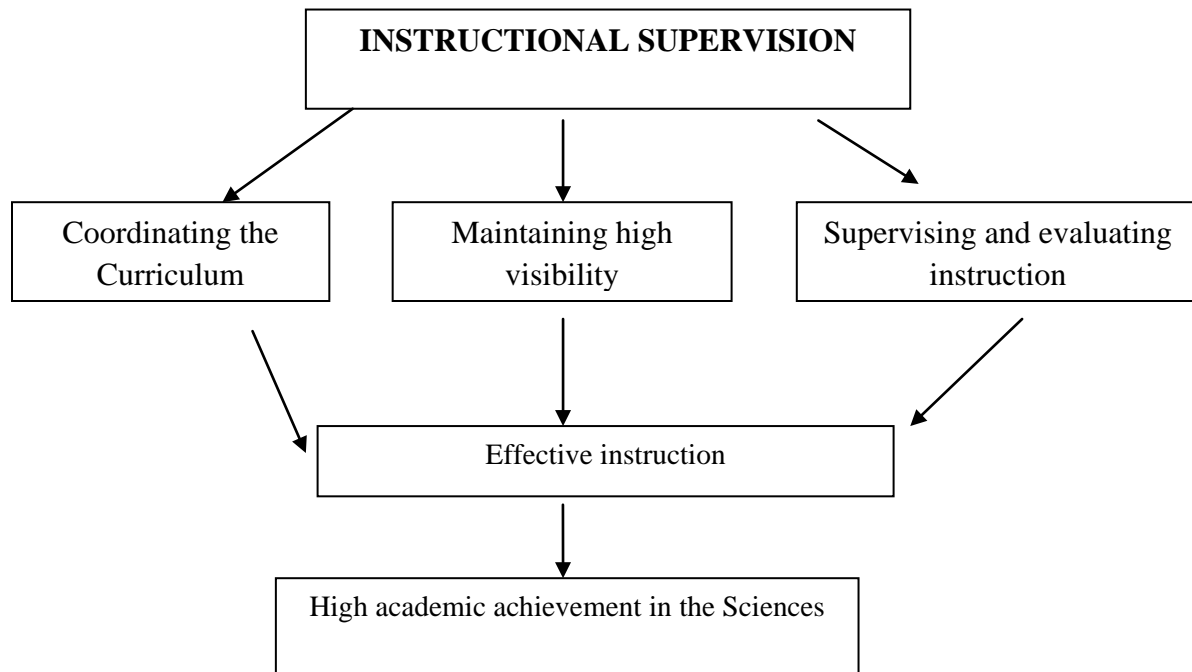 INSTRUCTIONAL SUPERVISION
Coordinating the
Curriculum
Maintaining high
visibility
Supervising and evaluating
instruction
Effective instruction
High academic achievement in the Sciences